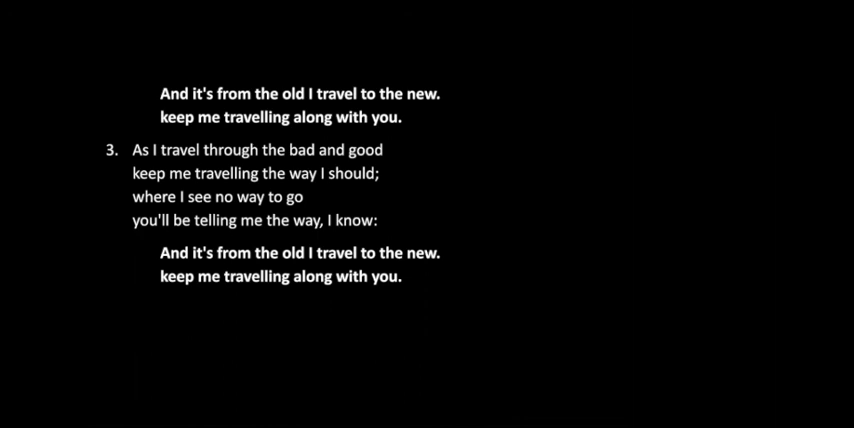 And it's from the old I travel to the new.
keep me travelling along with you.
3. As I travel through the bad and good
keep me travelling the way I should;
where I see no way to go
you'll be telling me the way, I know:
And it's from the old I travel to the new.
keep me travelling along with you.